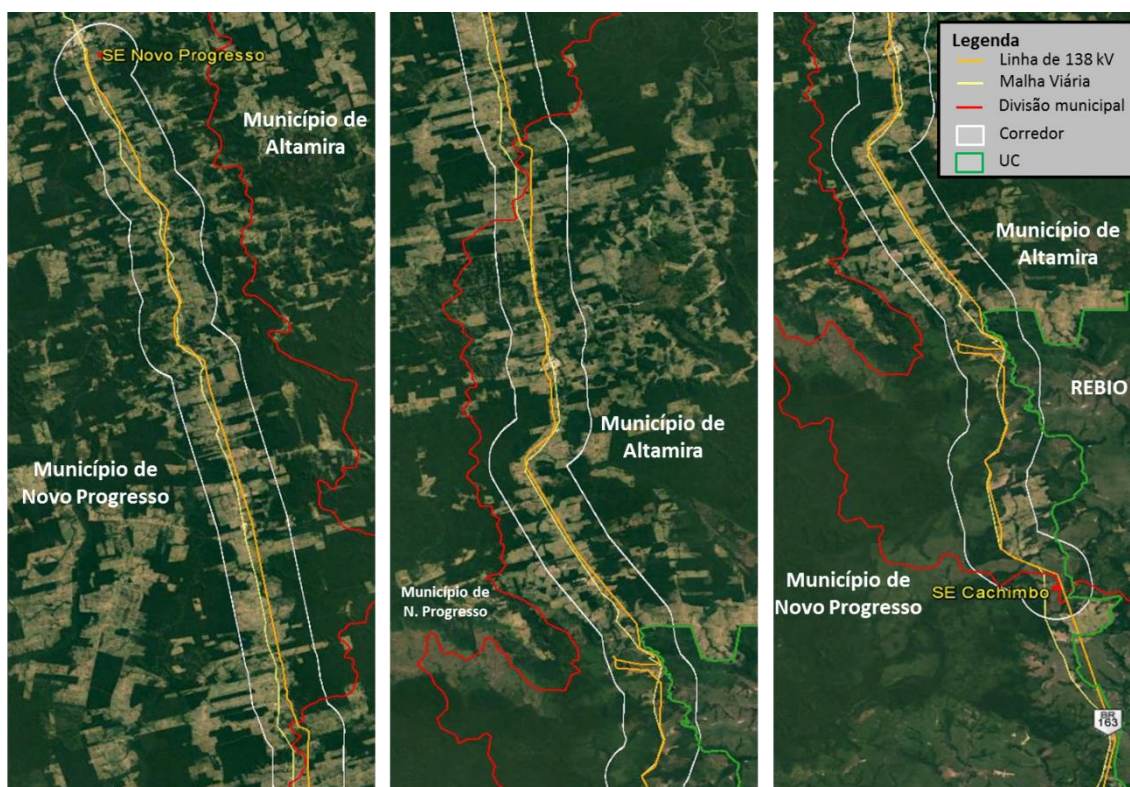 SE Novo Progresso
Município de
Altamira
Município de
Novo Progresso
Município de
Altamira
Município de
N. Progresso
Legenda
Linha de 138 kV
Malha Viária
Divisão municipal
Corredor
UC
Município de
Altamira
REBIO
Município de
Novo Progresso
SE Cachimbo
BR
163